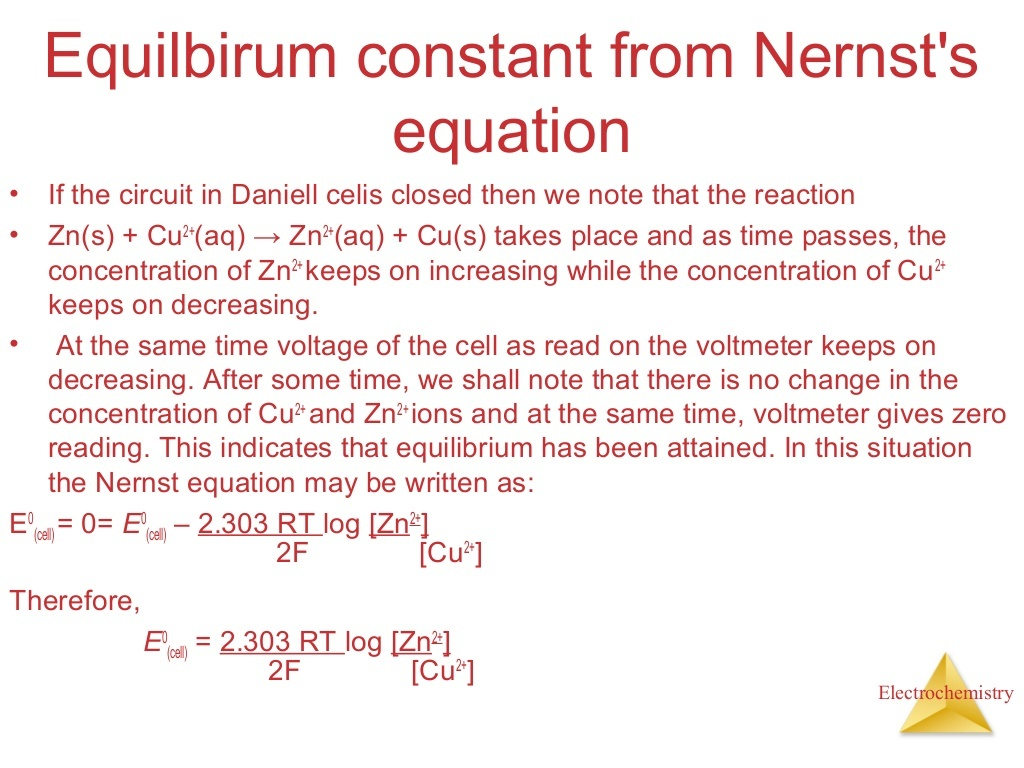 Equilbirum constant from Nernst's
equation
• If the circuit in Daniell celis closed then we note that the reaction
• Zn(s) + Cu²⁺(aq) → Zn²⁺(aq) + Cu(s) takes place and as time passes, the
concentration of Zn²⁺ keeps on increasing while the concentration of Cu²⁺
keeps on decreasing.
• At the same time voltage of the cell as read on the voltmeter keeps on
decreasing. After some time, we shall note that there is no change in the
concentration of Cu²⁺ and Zn²⁺ ions and at the same time, voltmeter gives zero
reading. This indicates that equilibrium has been attained. In this situation
the Nernst equation may be written as:
E⁰(cell) = 0= E⁰(cell) – 2.303 RT log [Zn²⁺]
2F [Cu²⁺]
Therefore,
E⁰(cell) = 2.303 RT log [Zn²⁺]
2F [Cu²⁺]
Electrochemistry